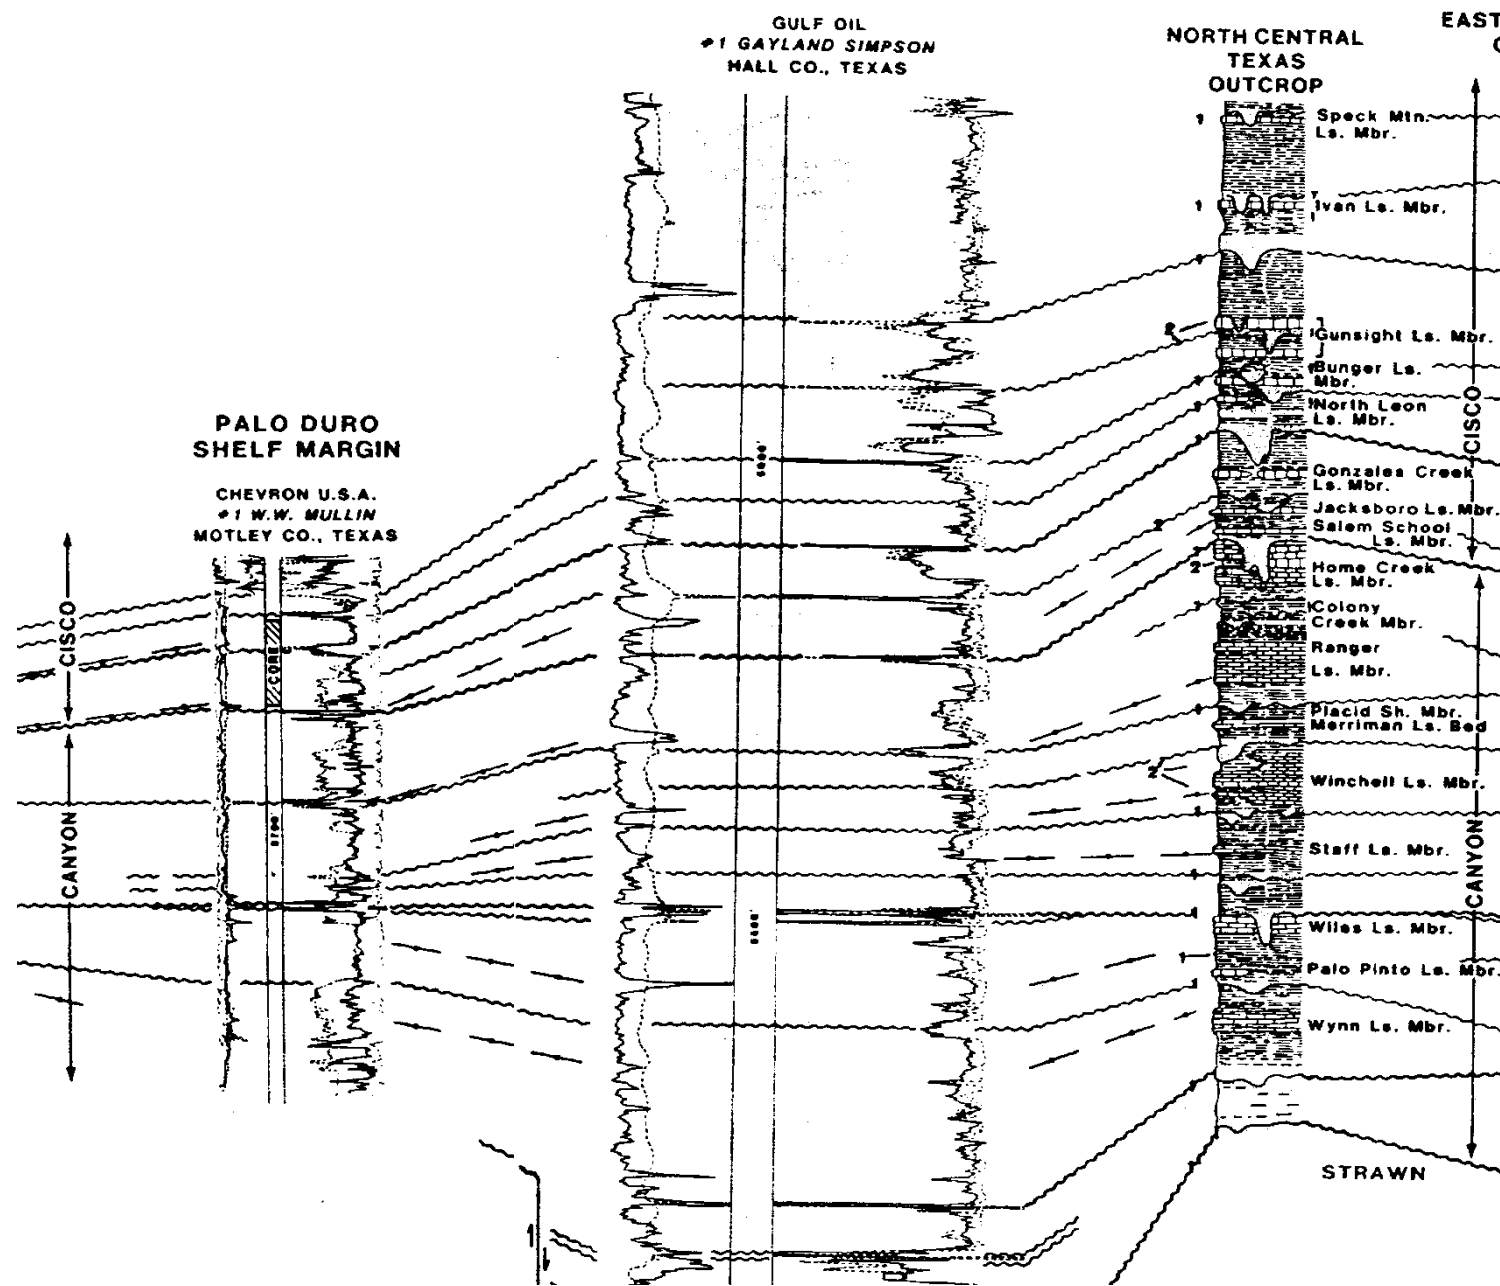 GULF OIL
#1 GAYLAND SIMPSON
HALL CO., TEXAS
NORTH CENTRAL
TEXAS
OUTCROP
EAST
PALO DURO
SHELF MARGIN
CHEVRON U.S.A.
#1 W.W. MULLIN
MOTLEY CO., TEXAS
CISCO
CANYON
CORE
Speck Mtn.
Ls. Mbr.
Ivan Ls. Mbr.
Gunsight Ls. Mbr.
Bunger Ls.
Mbr.
North Leon
Ls. Mbr.
Gonzales Creek
Ls. Mbr.
Jacksboro Ls. Mbr.
Salem School
Ls. Mbr.
Home Creek
Ls. Mbr.
Colony
Creek Mbr.
Ranger
Ls. Mbr.
Placid Sh. Mbr.
Merriman Ls. Bed
Winchell Ls. Mbr.
Staff Ls. Mbr.
Wiles Ls. Mbr.
Palo Pinto Ls. Mbr.
Wynn Ls. Mbr.
CISCO
CANYON
STRAWN